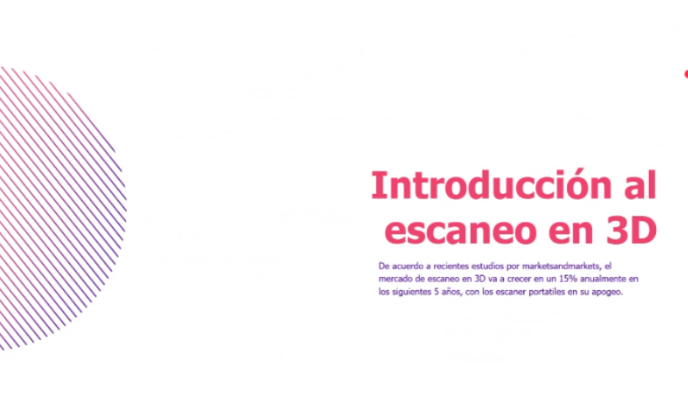 Introducción al
escaneo en 3D
De acuerdo a recientes estudios por marketsandmarkets, el
mercado de escaneo en 3D va a crecer en un 15% anualmente en
los siguientes 5 años, con los escaner portatiles en su apogeo.